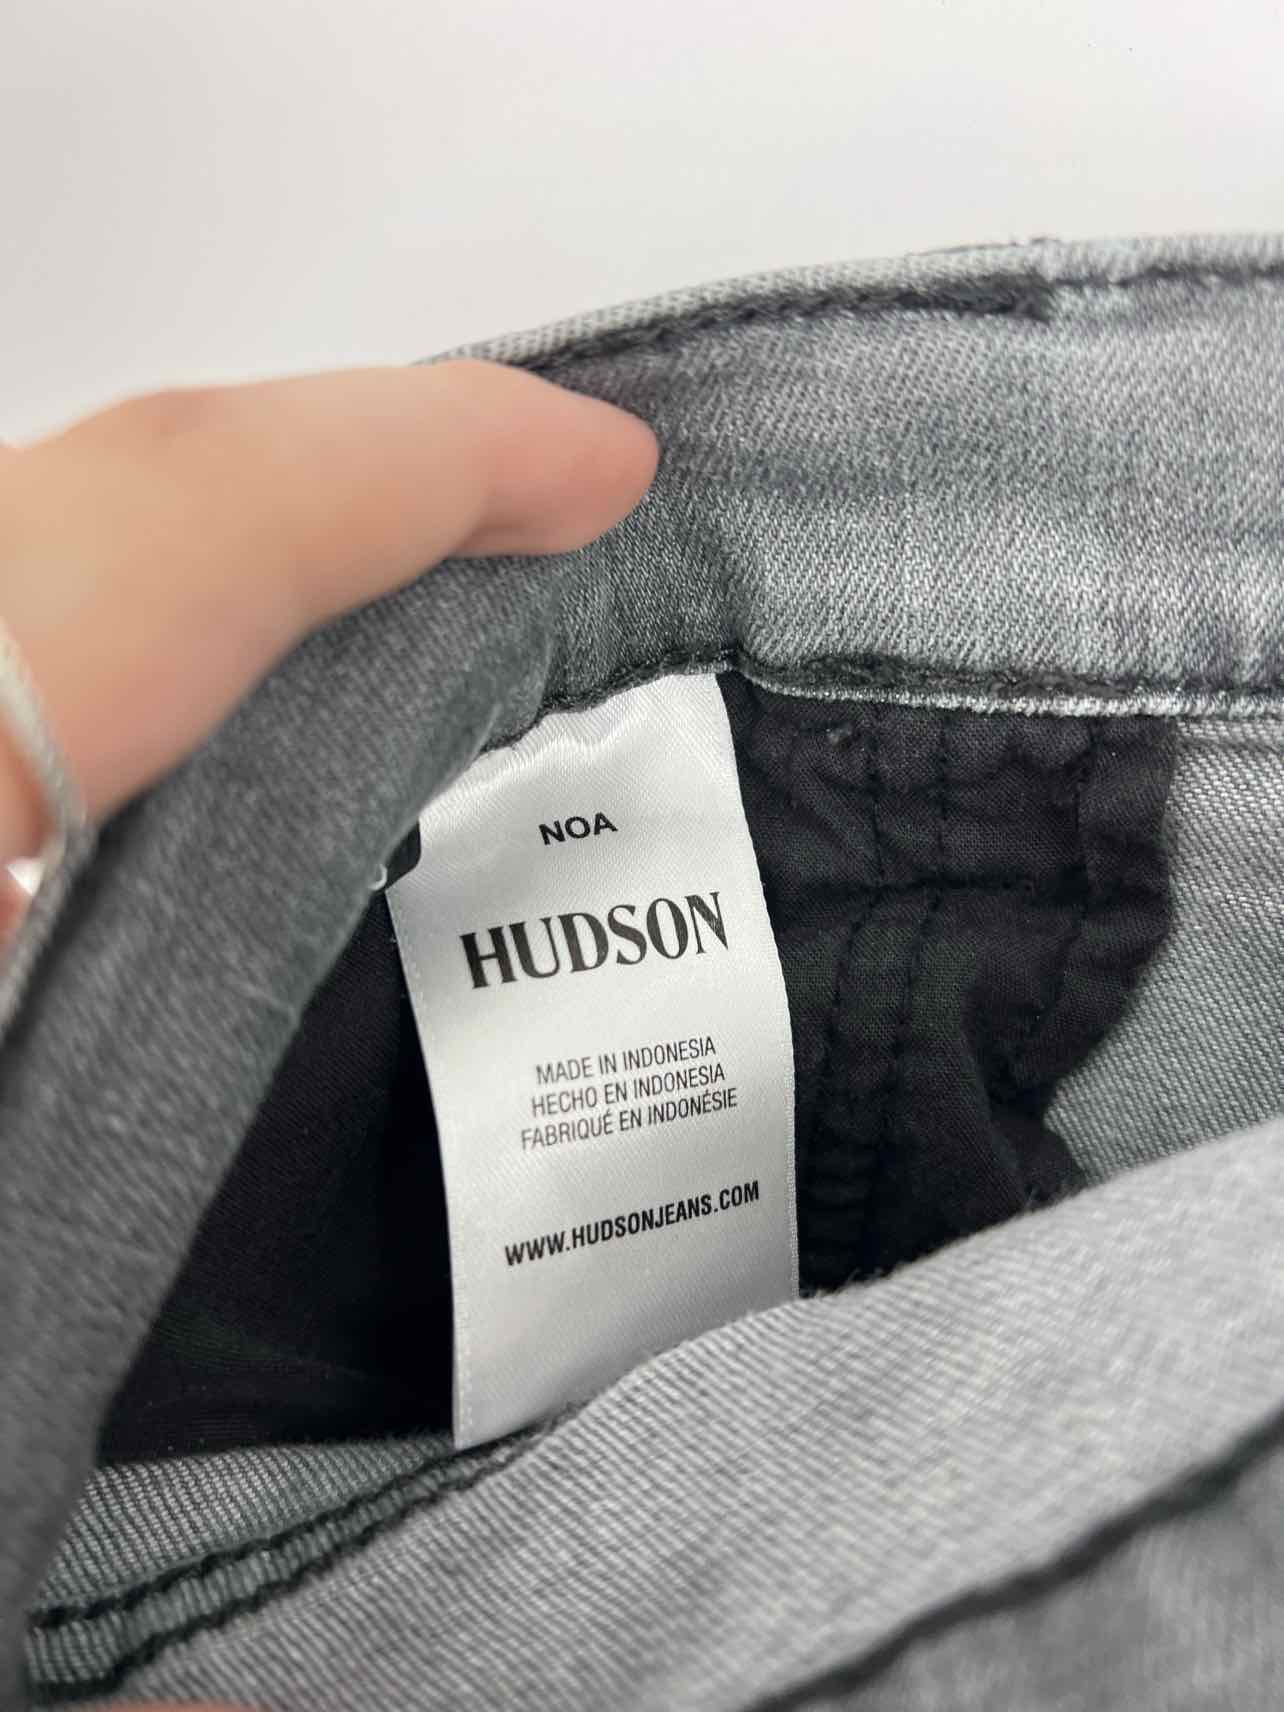 NOA
HUDSON
MADE IN INDONESIA
HECHO EN INDONESIA
FABRIQUÉ EN INDONÉSIE
WWW.HUDSONJEANS.COM